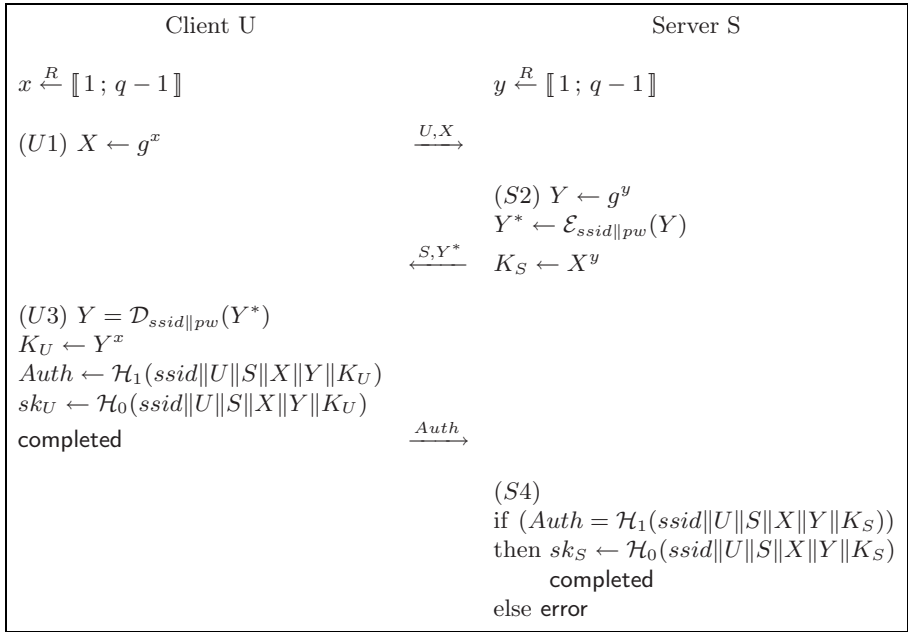 Client U Server S
x ←R ⟦1 ; q − 1⟧ y ←R ⟦1 ; q − 1⟧
(U1) X ← g^x U,X ⟶
(S2) Y ← g^y
Y* ← ℰ_{ssid∥pw}(Y)
S,Y* ⟵ K_S ← X^y
(U3) Y = 𝒟_{ssid∥pw}(Y*)
K_U ← Y^x
Auth ← ℋ_1(ssid∥U∥S∥X∥Y∥K_U)
sk_U ← ℋ_0(ssid∥U∥S∥X∥Y∥K_U)
completed Auth ⟶
(S4)
if (Auth = ℋ_1(ssid∥U∥S∥X∥Y∥K_S))
then sk_S ← ℋ_0(ssid∥U∥S∥X∥Y∥K_S)
completed
else error